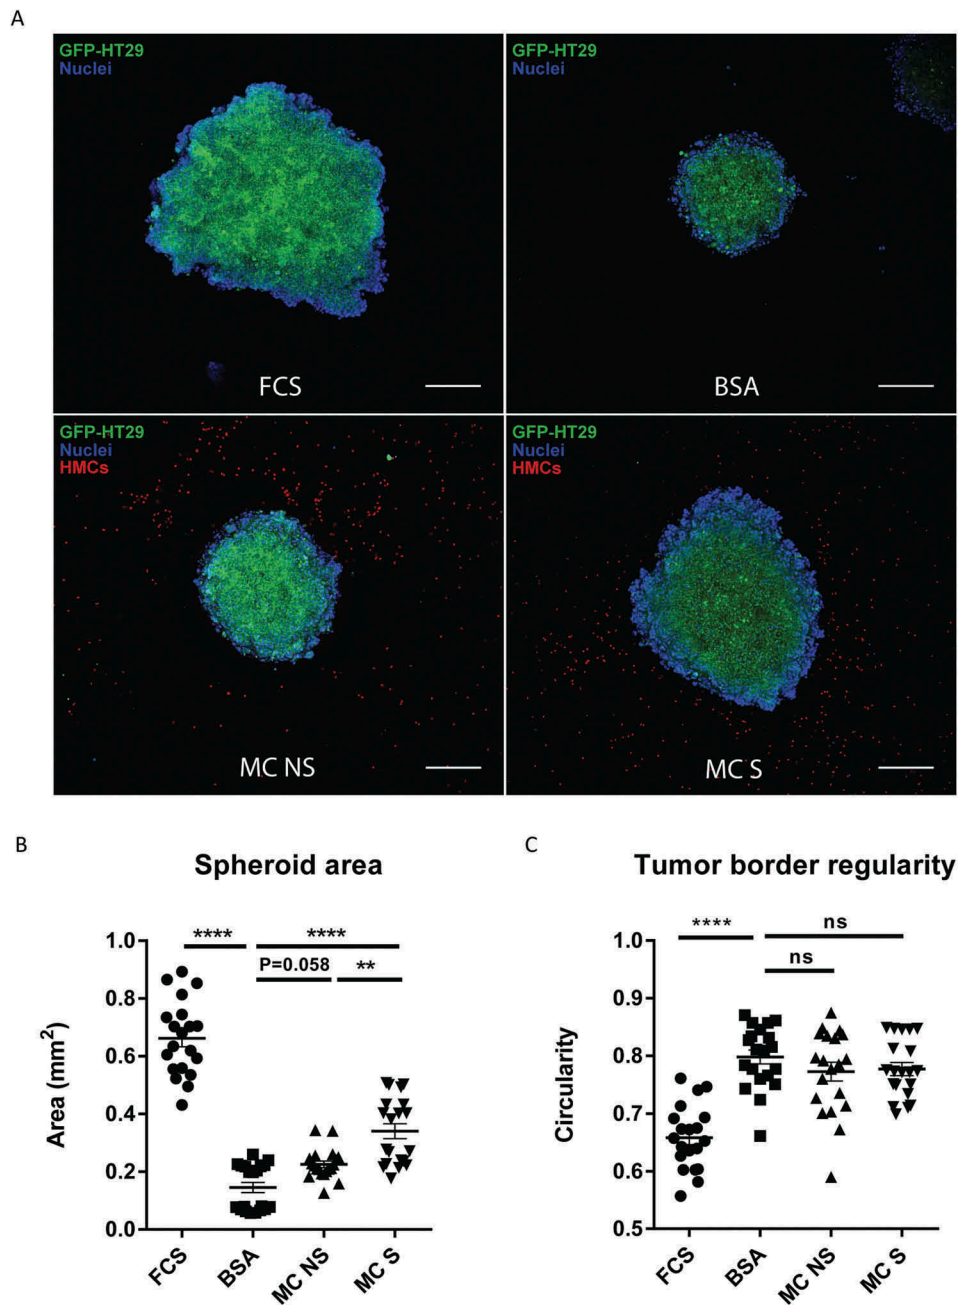 A
GFP-HT29
Nuclei
FCS
GFP-HT29
Nuclei
BSA
GFP-HT29
Nuclei
HMCs
MC NS
GFP-HT29
Nuclei
HMCs
MC S
B
Spheroid area
****
****
P=0.058
**
1.0
0.8
0.6
0.4
0.2
0.0
Area (mm²)
FCS
BSA
MC NS
MC S
C
Tumor border regularity
****
ns
ns
1.0
0.9
0.8
0.7
0.6
0.5
Circularity
FCS
BSA
MC NS
MC S